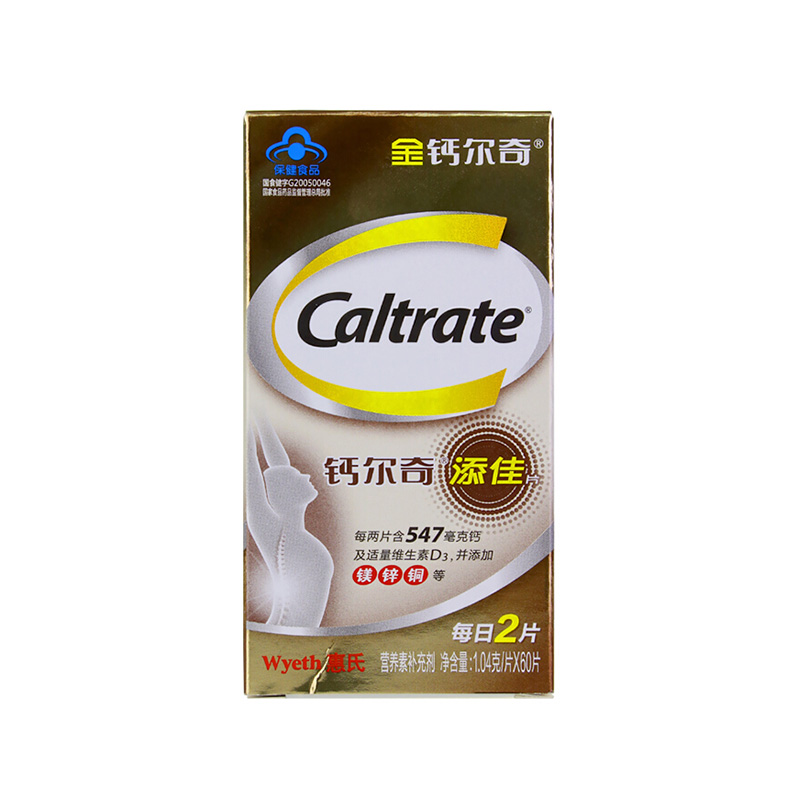 保健食品
国食健字G20050046
国家食品药品监督管理总局批准
金钙尔奇®
Caltrate®
钙尔奇®添佳片
每两片含547毫克钙
及适量维生素D3,并添加
镁锌铜等
每日2片
Wyeth惠氏
营养素补充剂 净含量:1.04克/片X60片